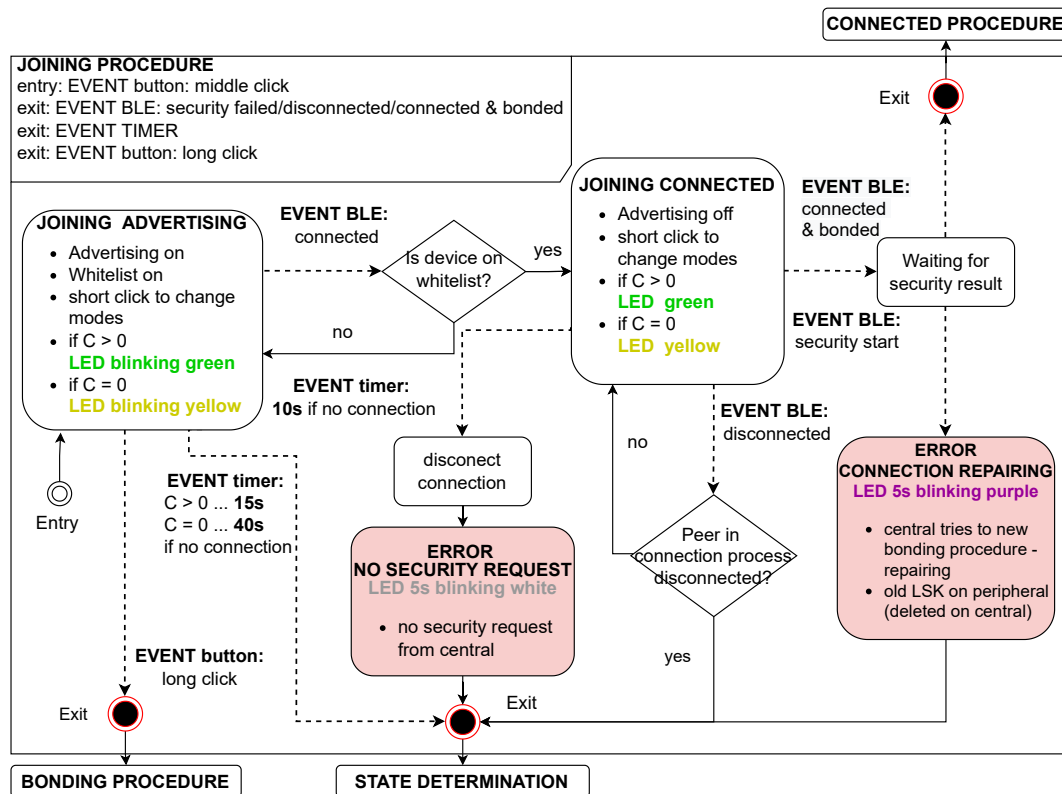 CONNECTED PROCEDURE
JOINING PROCEDURE
entry: EVENT button: middle click
exit: EVENT BLE: security failed/disconnected/connected & bonded
exit: EVENT TIMER
exit: EVENT button: long click
Exit
JOINING ADVERTISING
• Advertising on
• Whitelist on
• short click to change
modes
• if C > 0
LED blinking green
• if C = 0
LED blinking yellow
EVENT BLE:
connected
Is device on
whitelist?
yes
no
JOINING CONNECTED
• Advertising off
• short click to
change modes
• if C > 0
LED green
• if C = 0
LED yellow
EVENT BLE:
connected
& bonded
Waiting for
security result
EVENT BLE:
security start
EVENT timer:
10s if no connection
EVENT BLE:
disconnected
no
Entry
EVENT timer:
C > 0 ... 15s
C = 0 ... 40s
if no connection
disconect
connection
ERROR
NO SECURITY REQUEST
LED 5s blinking white
• no security request
from central
Peer in
connection process
disconnected?
yes
ERROR
CONNECTION REPAIRING
LED 5s blinking purple
• central tries to new
bonding procedure -
repairing
• old LSK on peripheral
(deleted on central)
EVENT button:
long click
Exit
Exit
BONDING PROCEDURE
STATE DETERMINATION